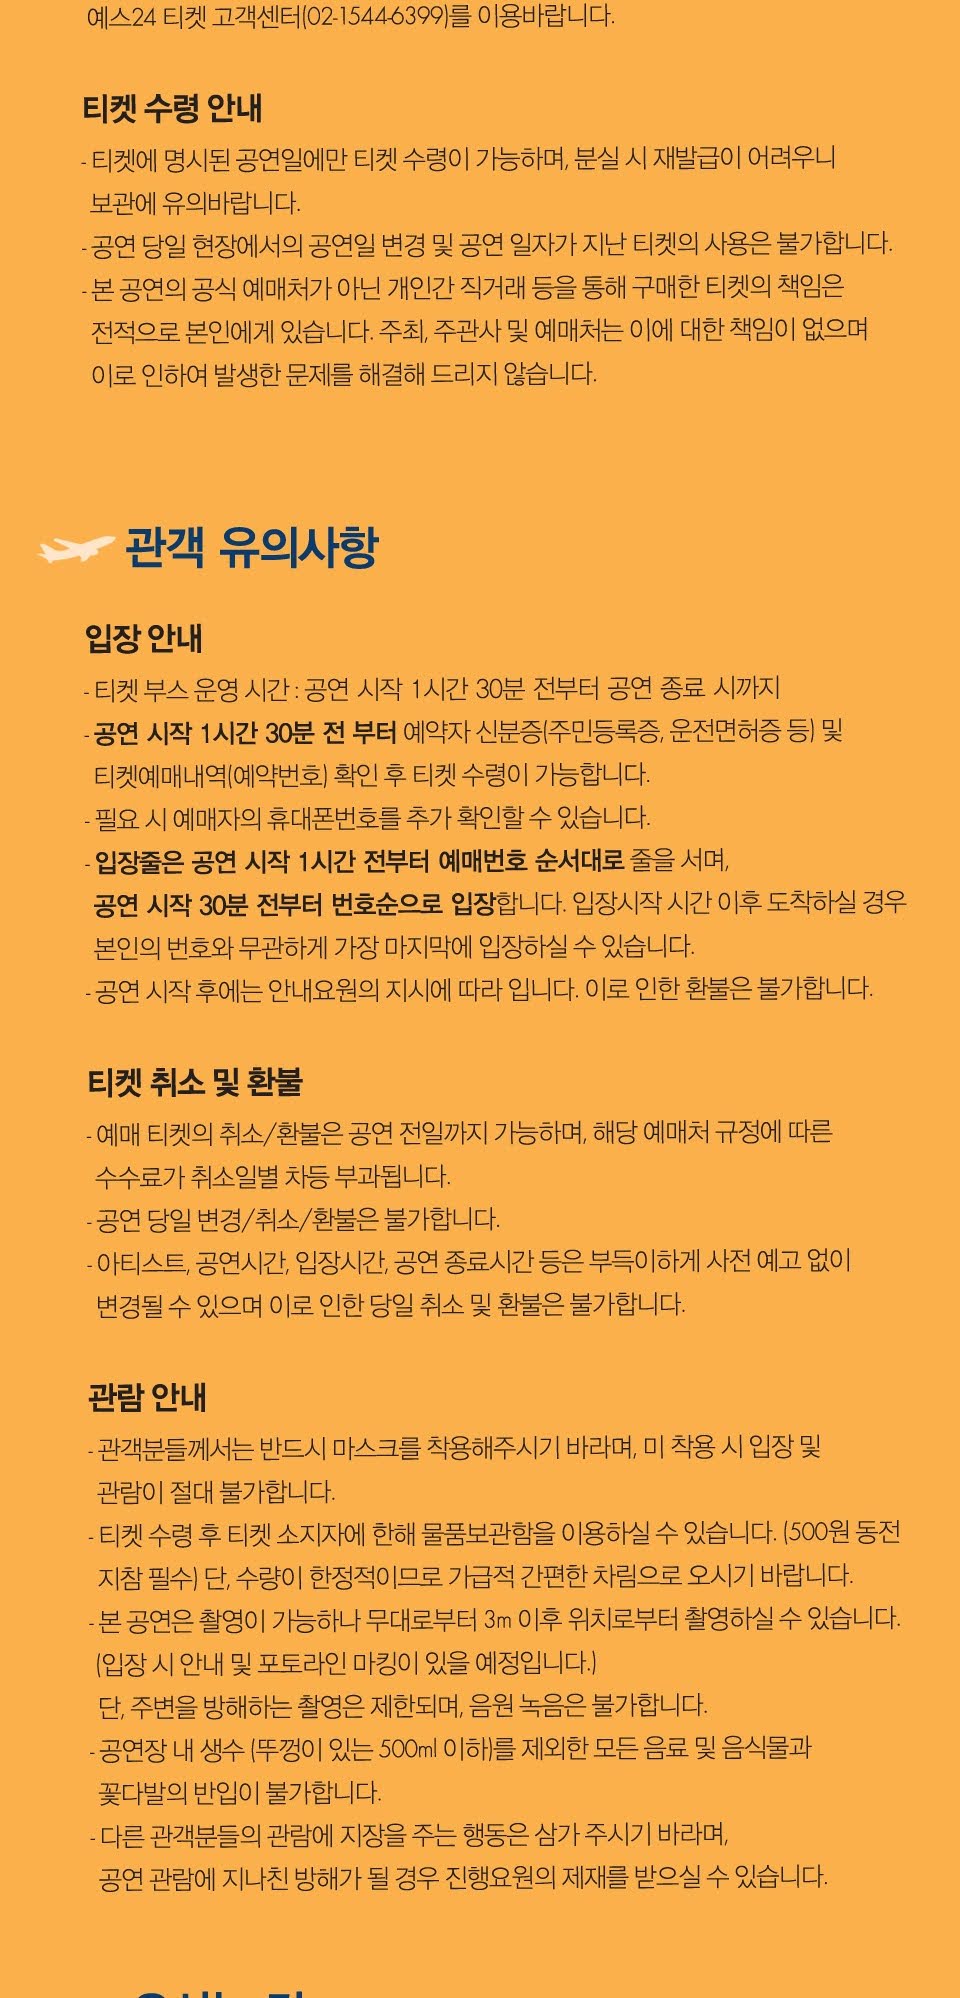 예스24 티켓 고객센터(02-1544-6399)를 이용바랍니다.
티켓 수령 안내
- 티켓에 명시된 공연일에만 티켓 수령이 가능하며, 분실 시 재발급이 어려우니
보관에 유의바랍니다.
- 공연 당일 현장에서의 공연일 변경 및 공연 일자가 지난 티켓의 사용은 불가합니다.
- 본 공연의 공식 예매처가 아닌 개인간 직거래 등을 통해 구매한 티켓의 책임은
전적으로 본인에게 있습니다. 주최, 주관사 및 예매처는 이에 대한 책임이 없으며
이로 인하여 발생한 문제를 해결해 드리지 않습니다.
관객 유의사항
입장 안내
- 티켓 부스 운영 시간 : 공연 시작 1시간 30분 전부터 공연 종료 시까지
- 공연 시작 1시간 30분 전 부터 예약자 신분증(주민등록증, 운전면허증 등) 및
티켓예매내역(예약번호) 확인 후 티켓 수령이 가능합니다.
- 필요 시 예매자의 휴대폰번호를 추가 확인할 수 있습니다.
- 입장줄은 공연 시작 1시간 전부터 예매번호 순서대로 줄을 서며,
공연 시작 30분 전부터 번호순으로 입장합니다. 입장시작 시간 이후 도착하실 경우
본인의 번호와 무관하게 가장 마지막에 입장하실 수 있습니다.
- 공연 시작 후에는 안내요원의 지시에 따라 입니다. 이로 인한 환불은 불가합니다.
티켓 취소 및 환불
- 예매 티켓의 취소/환불은 공연 전일까지 가능하며, 해당 예매처 규정에 따른
수수료가 취소일별 차등 부과됩니다.
- 공연 당일 변경/취소/환불은 불가합니다.
- 아티스트, 공연시간, 입장시간, 공연 종료시간 등은 부득이하게 사전 예고 없이
변경될 수 있으며 이로 인한 당일 취소 및 환불은 불가합니다.
관람 안내
- 관객분들께서는 반드시 마스크를 착용해주시기 바라며, 미 착용 시 입장 및
관람이 절대 불가합니다.
- 티켓 수령 후 티켓 소지자에 한해 물품보관함을 이용하실 수 있습니다. (500원 동전
지참 필수) 단, 수량이 한정적이므로 가급적 간편한 차림으로 오시기 바랍니다.
- 본 공연은 촬영이 가능하나 무대로부터 3m 이후 위치로부터 촬영하실 수 있습니다.
(입장 시 안내 및 포토라인 마킹이 있을 예정입니다.)
단, 주변을 방해하는 촬영은 제한되며, 음원 녹음은 불가합니다.
- 공연장 내 생수 (뚜껑이 있는 500ml 이하)를 제외한 모든 음료 및 음식물과
꽃다발의 반입이 불가합니다.
- 다른 관객분들의 관람에 지장을 주는 행동은 삼가 주시기 바라며,
공연 관람에 지나친 방해가 될 경우 진행요원의 제재를 받으실 수 있습니다.